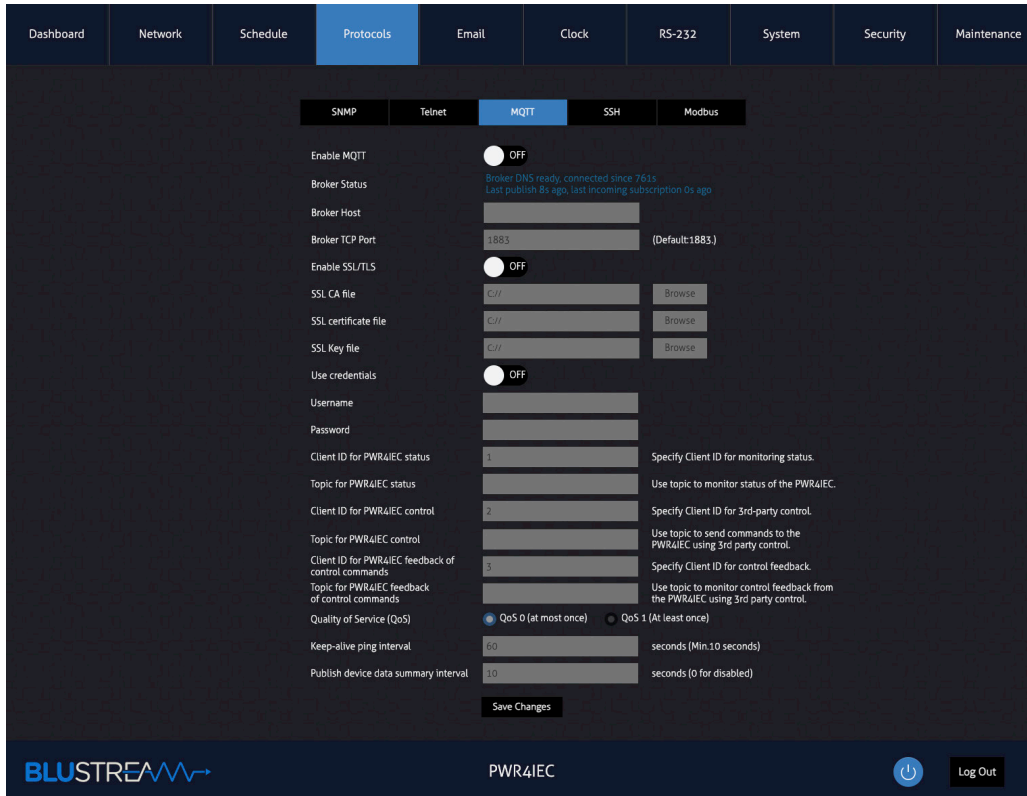 Dashboard Network Schedule Protocols Email Clock RS-232 System Security Maintenance
SNMP Telnet MQTT SSH Modbus
Enable MQTT OFF
Broker Status Broker DNS ready, connected since 761s
Last publish 8s ago, last incoming subscription 0s ago
Broker Host
Broker TCP Port 1883 (Default:1883.)
Enable SSL/TLS OFF
SSL CA file C:// Browse
SSL certificate file C:// Browse
SSL Key file C:// Browse
Use credentials OFF
Username
Password
Client ID for PWR4IEC status 1 Specify Client ID for monitoring status.
Topic for PWR4IEC status Use topic to monitor status of the PWR4IEC.
Client ID for PWR4IEC control 2 Specify Client ID for 3rd-party control.
Topic for PWR4IEC control Use topic to send commands to the
PWR4IEC using 3rd party control.
Client ID for PWR4IEC feedback of
control commands 3 Specify Client ID for control feedback.
Topic for PWR4IEC feedback Use topic to monitor control feedback from
of control commands the PWR4IEC using 3rd party control.
Quality of Service (QoS) QoS 0 (at most once) QoS 1 (At least once)
Keep-alive ping interval 60 seconds (Min.10 seconds)
Publish device data summary interval 10 seconds (0 for disabled)
Save Changes
BLUSTREAM PWR4IEC Log Out